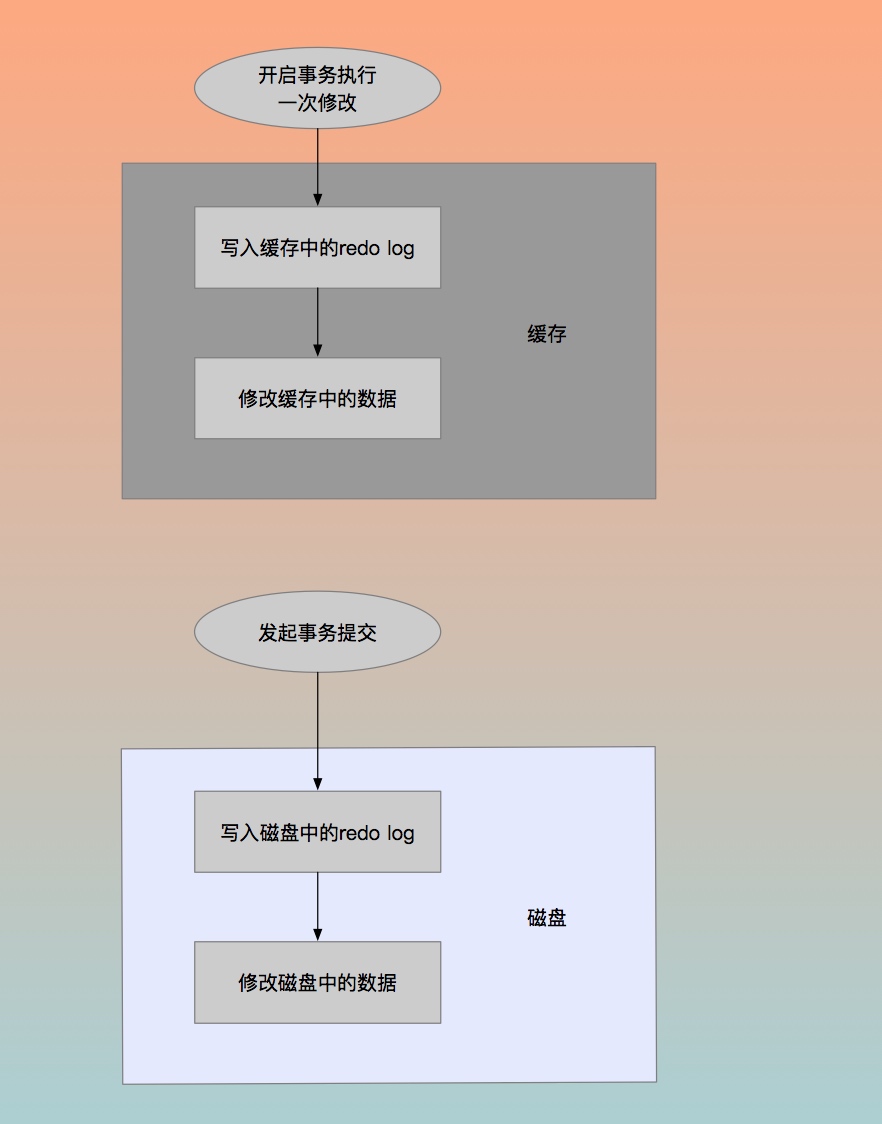 开启事务执行
一次修改
写入缓存中的redo log
缓存
修改缓存中的数据
发起事务提交
写入磁盘中的redo log
磁盘
修改磁盘中的数据